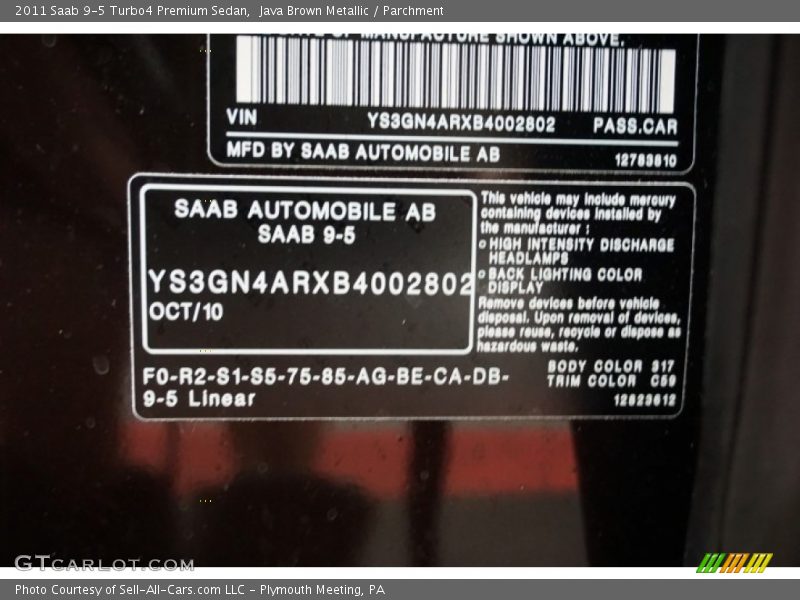 2011 Saab 9-5 Turbo4 Premium Sedan,  Java Brown Metallic / Parchment
MANUFACTURE SHOWN ABOVE.
VIN YS3GN4ARXB4002802 PASS.CAR
MFD BY SAAB AUTOMOBILE AB 12783610
SAAB AUTOMOBILE AB
SAAB 9-5
YS3GN4ARXB4002802
OCT/10
This vehicle may include mercury
containing devices installed by
the manufacturer :
o HIGH INTENSITY DISCHARGE
HEADLAMPS
o BACK LIGHTING COLOR
DISPLAY
Remove devices before vehicle
disposal. Upon removal of devices,
please reuse, recycle or dispose as
hazardous waste.
F0-R2-S1-S5-75-85-AG-BE-CA-DB-
9-5 Linear
BODY COLOR 317
TRIM COLOR C59
12823612
GTCARLOT.COM
Photo Courtesy of Sell-All-Cars.com LLC - Plymouth Meeting, PA